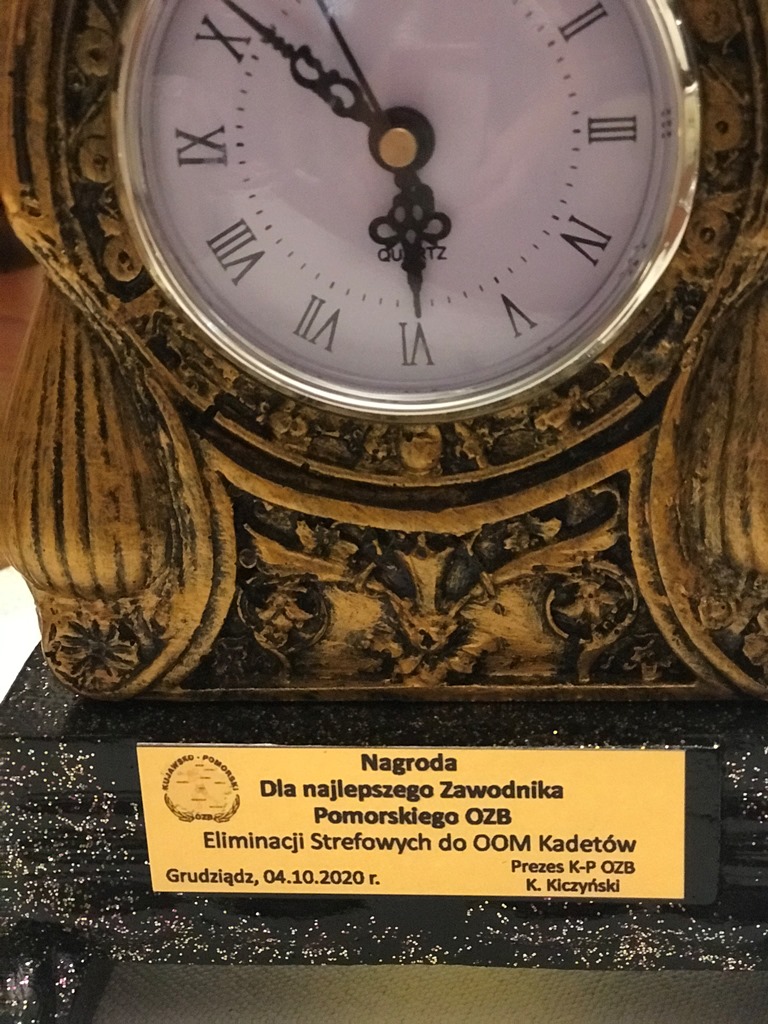 II
III
IV
V
VI
VII
VIII
IX
X
QUARTZ
KUJAWSKO - POMORSKI
OZB
Nagroda
Dla najlepszego Zawodnika
Pomorskiego OZB
Eliminacji Strefowych do OOM Kadetów
Grudziądz, 04.10.2020 r.
Prezes K-P OZB
K. Kiczyński